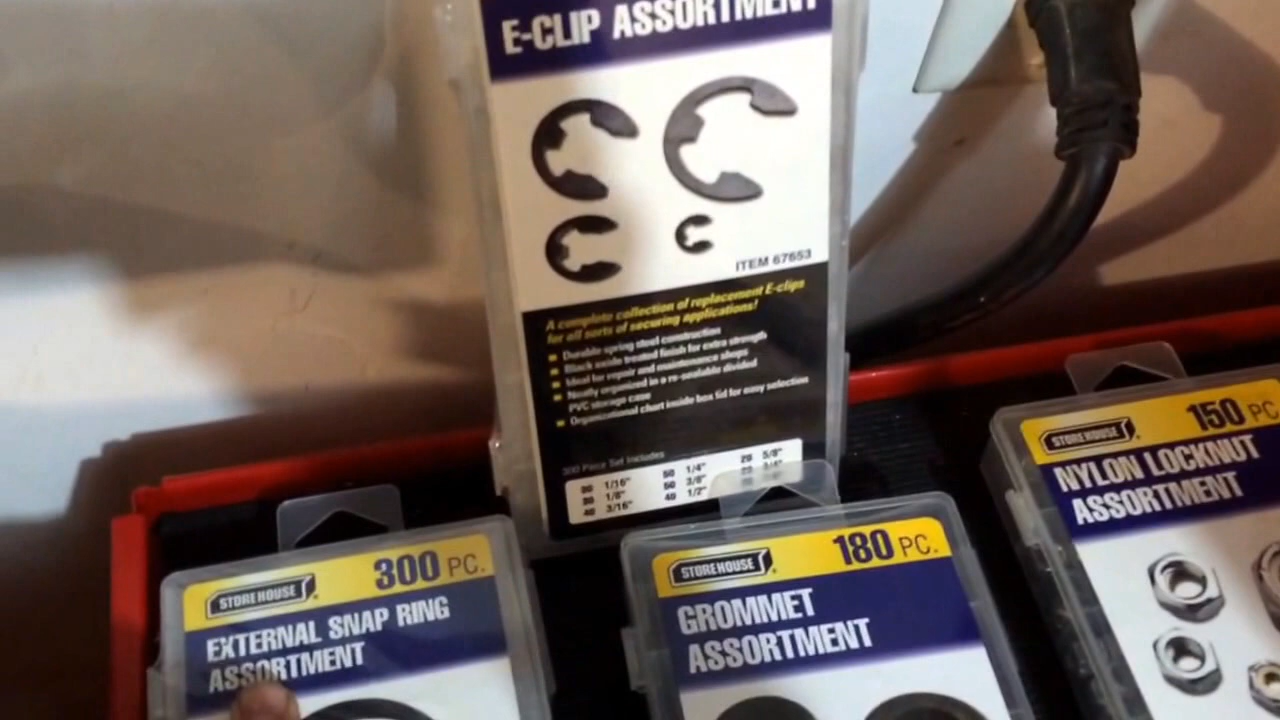 E-CLIP ASSORTMENT
ITEM 67653
A complete collection of replacement E-clips
for all sorts of securing applications!
Durable spring steel construction
Black oxide treated finish for extra strength
Ideal for repair and maintenance shops
Neatly organized in a re-sealable divided
PVC storage case
Organizational chart inside box lid for easy selection
300 Piece Set Includes
1/16" 50 1/4" 20 5/8"
1/8" 50 3/8" 20 3/4"
40 3/16" 40 1/2"
STOREHOUSE 300 PC.
EXTERNAL SNAP RING
ASSORTMENT
STOREHOUSE 180 PC.
GROMMET
ASSORTMENT
STOREHOUSE 150 PC
NYLON LOCKNUT
ASSORTMENT